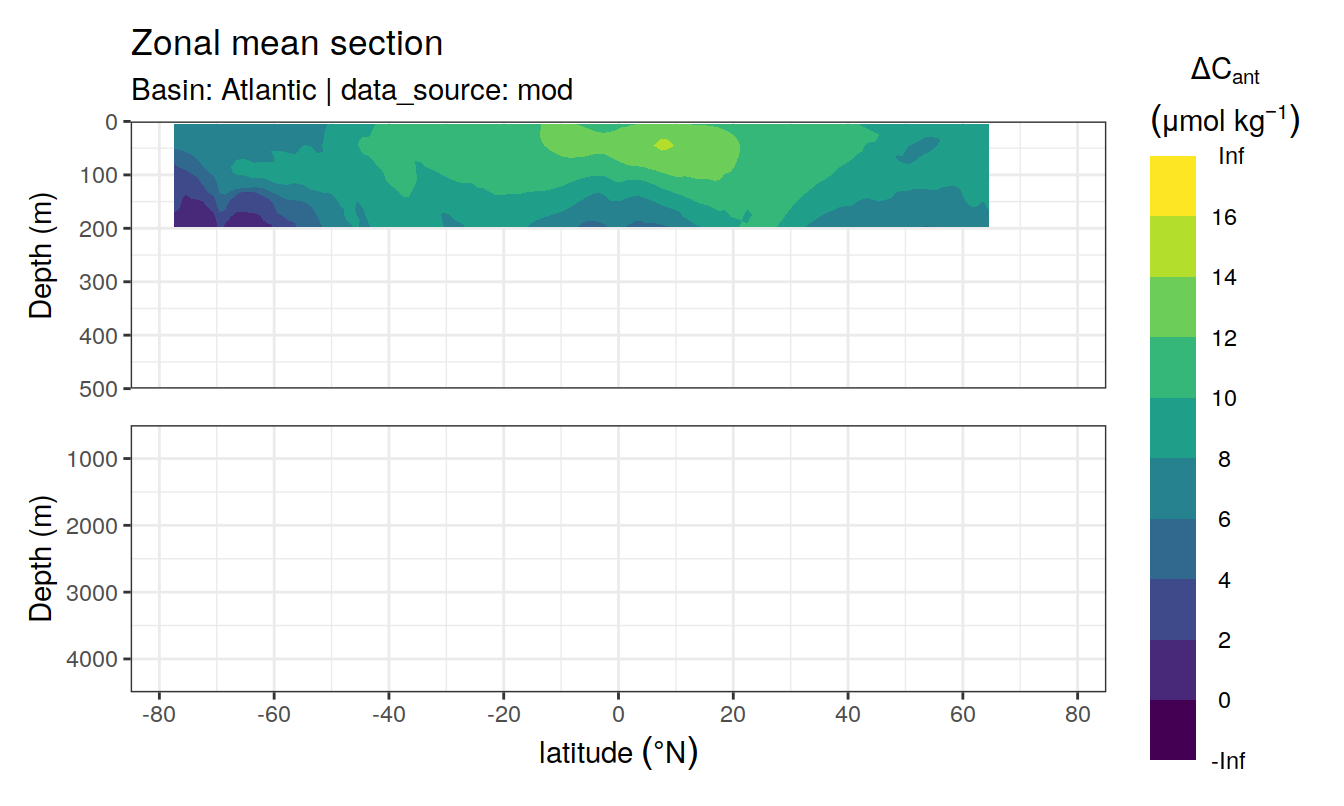 Zonal mean section
Basin: Atlantic | data_source: mod
ΔCant
(μmol kg⁻¹)
Inf
16
14
12
10
8
6
4
2
0
-Inf
Depth (m)
0
100
200
300
400
500
Depth (m)
1000
2000
3000
4000
-80 -60 -40 -20 0 20 40 60 80
latitude (°N)